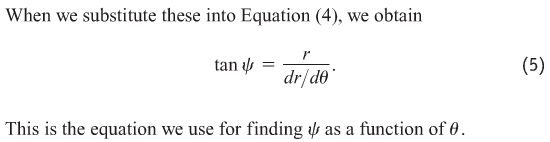 When we substitute these into Equation (4), we obtain
tan ψ = r / dr/dθ . (5)
This is the equation we use for finding ψ as a function of θ.